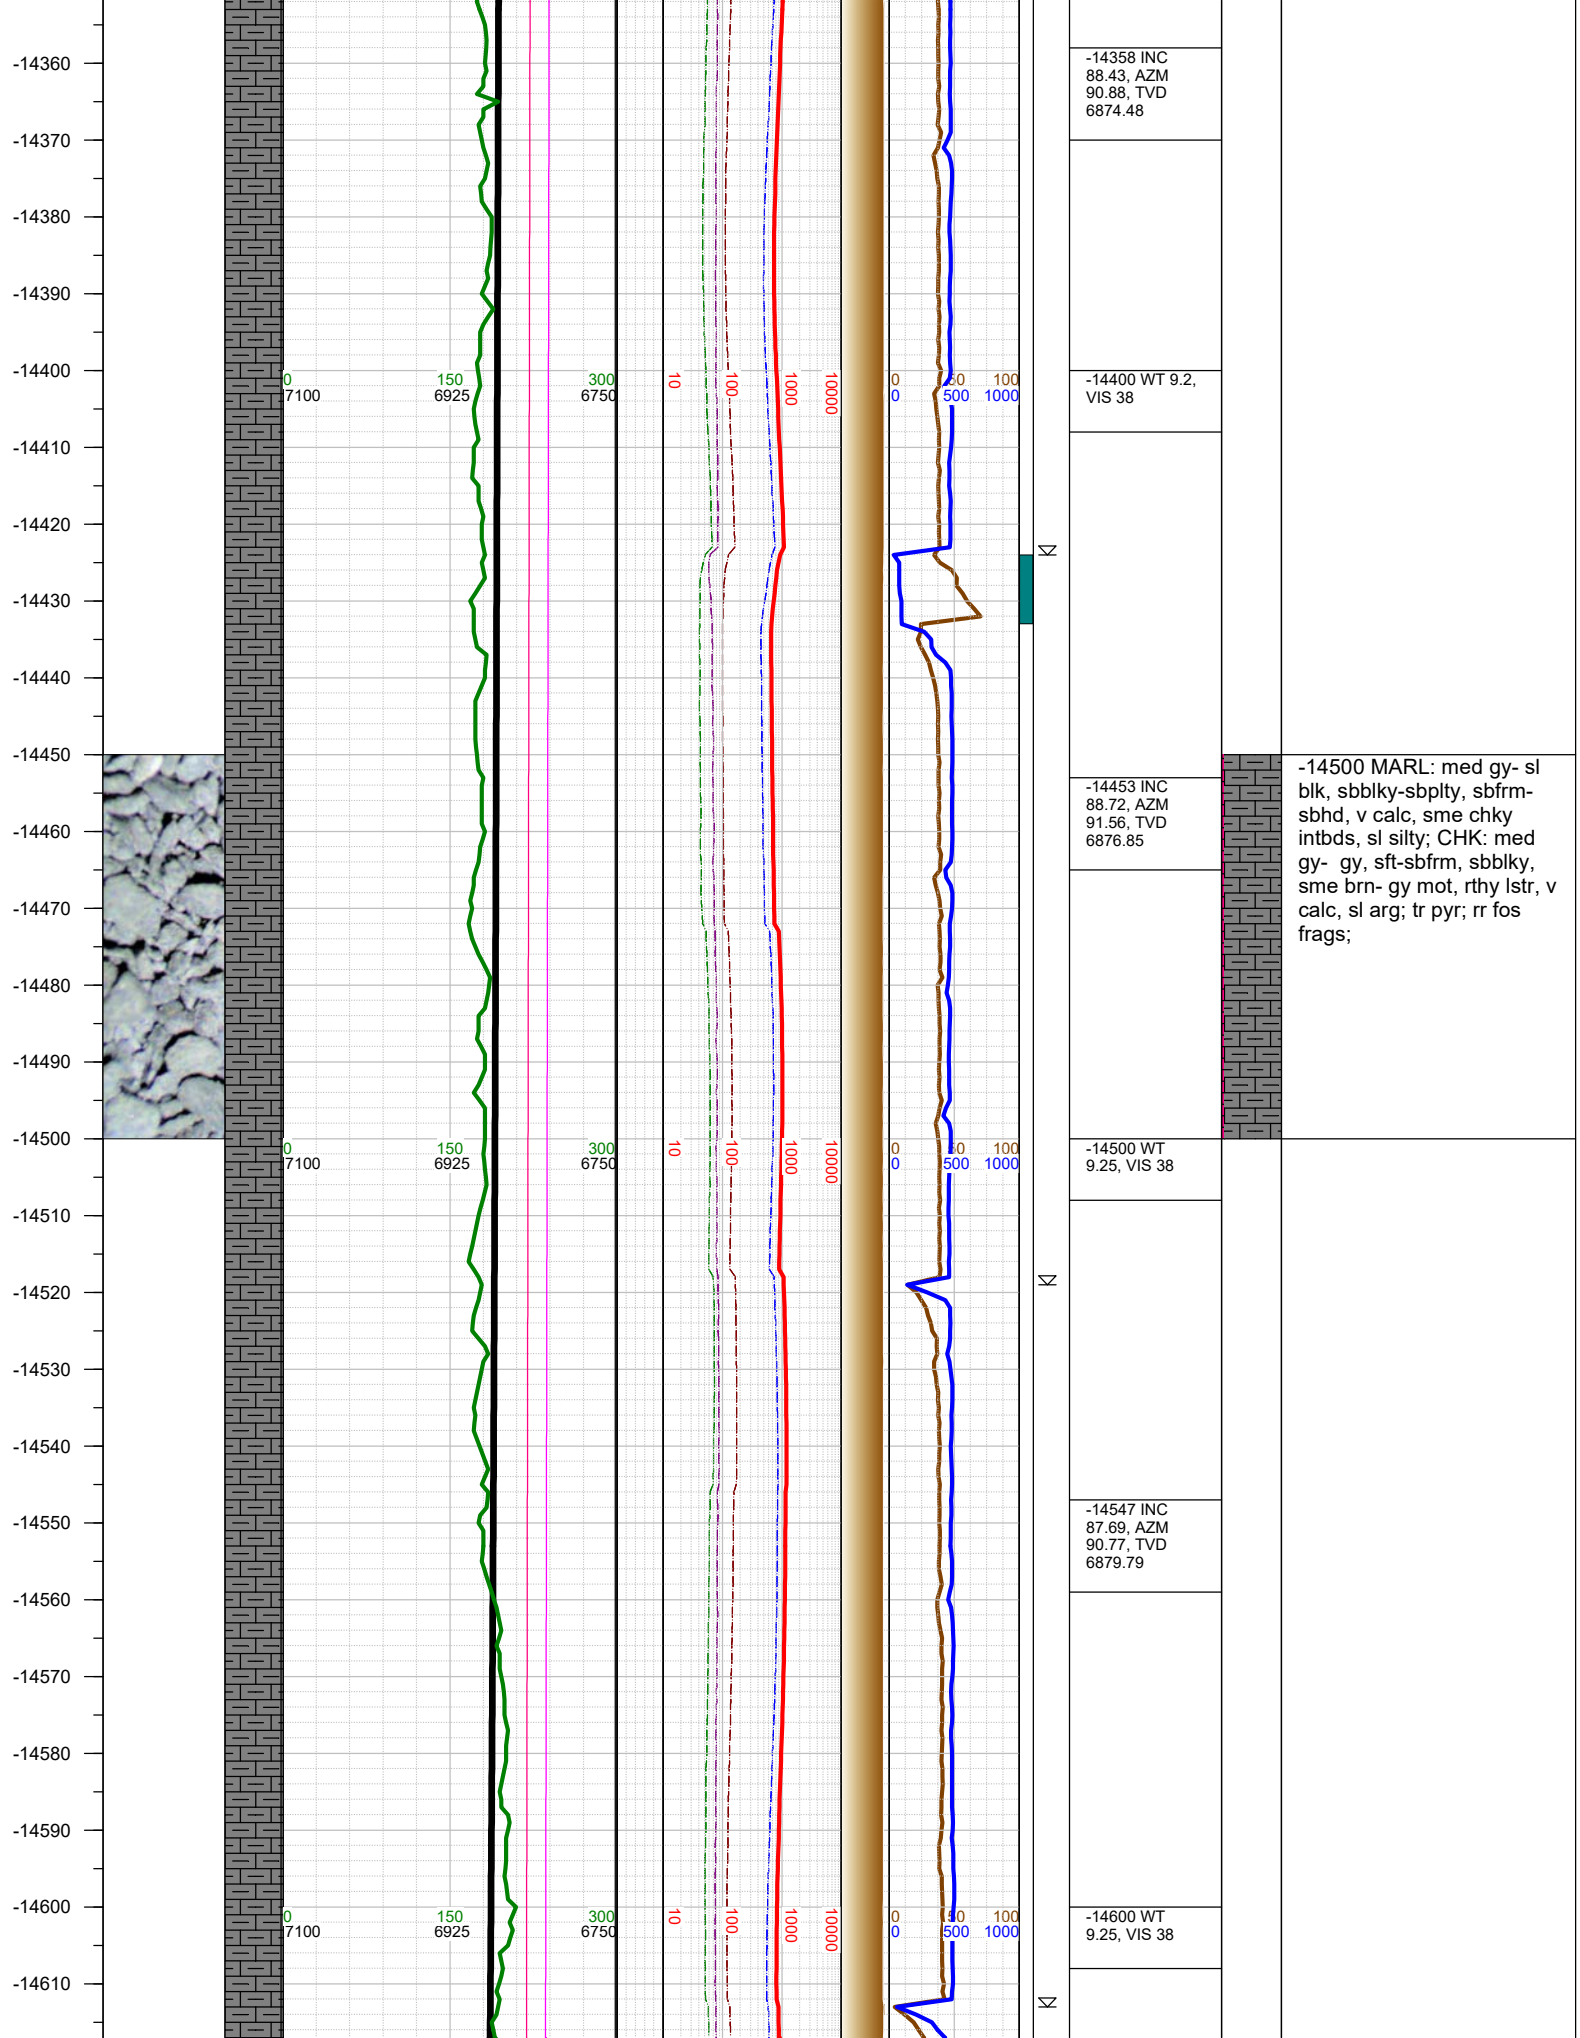 -14360
-14358 INC
88.43, AZM
90.88, TVD
6874.48
-14370
-14380
-14390
-14400
0 150 300
7100 6925 6750
10 100 1000 10000
0 50 100
0 500 1000
-14400 WT 9.2,
VIS 38
-14410
-14420
-14430
-14440
-14450
-14500 MARL: med gy- sl
blk, sbblky-sbplty, sbfrm-
sbhd, v calc, sme chky
intbds, sl silty; CHK: med
gy- gy, sft-sbfrm, sbblky,
sme brn- gy mot, rthy lstr, v
calc, sl arg; tr pyr; rr fos
frags;
-14453 INC
88.72, AZM
91.56, TVD
6876.85
-14460
-14470
-14480
-14490
-14500
0 150 300
7100 6925 6750
10 100 1000 10000
0 50 100
0 500 1000
-14500 WT
9.25, VIS 38
-14510
-14520
-14530
-14540
-14547 INC
87.69, AZM
90.77, TVD
6879.79
-14550
-14560
-14570
-14580
-14590
-14600
0 150 300
7100 6925 6750
10 100 1000 10000
0 50 100
0 500 1000
-14600 WT
9.25, VIS 38
-14610